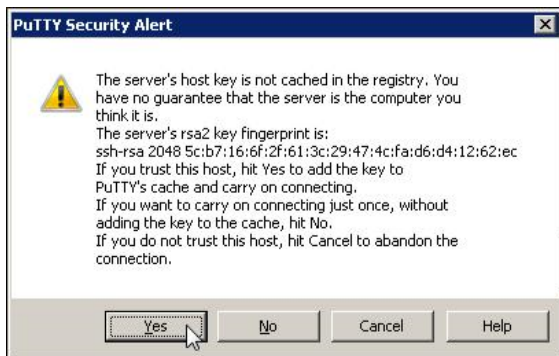 PuTTY Security Alert
The server's host key is not cached in the registry. You
have no guarantee that the server is the computer you
think it is.
The server's rsa2 key fingerprint is:
ssh-rsa 2048 5c:b7:16:6f:2f:61:3c:29:47:4c:fa:d6:d4:12:62:ec
If you trust this host, hit Yes to add the key to
PuTTY's cache and carry on connecting.
If you want to carry on connecting just once, without
adding the key to the cache, hit No.
If you do not trust this host, hit Cancel to abandon the
connection.
Yes No Cancel Help